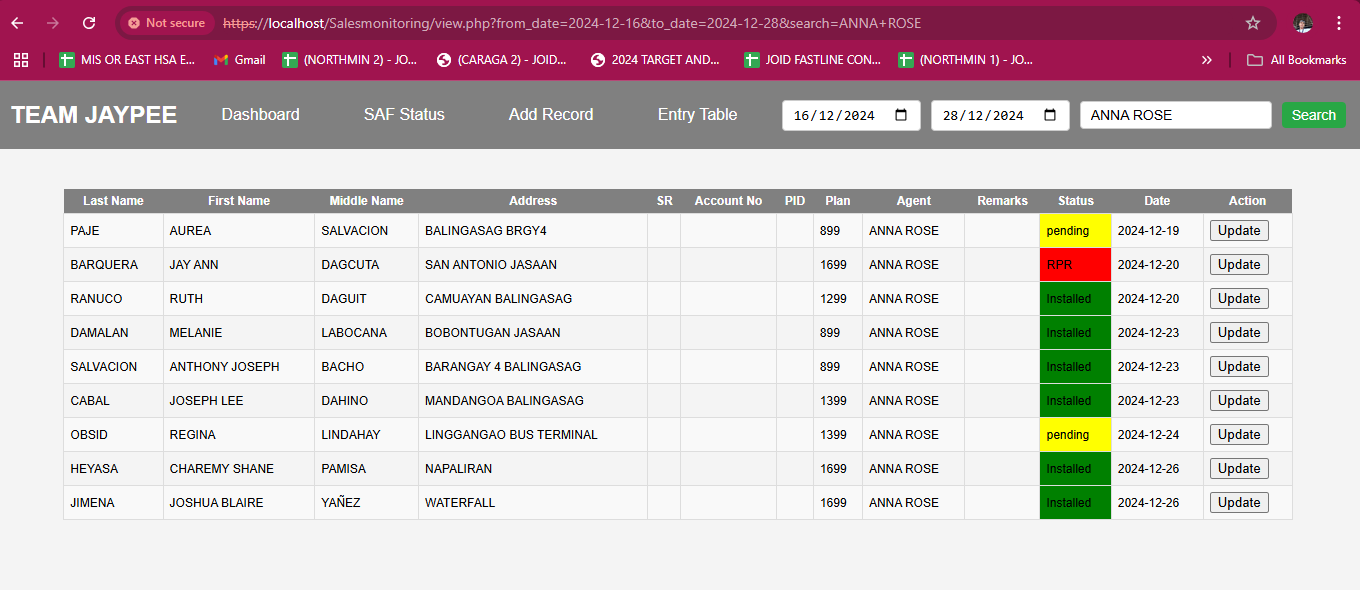 Not secure https://localhost/Salesmonitoring/view.php?from_date=2024-12-16&to_date=2024-12-28&search=ANNA+ROSE
MIS OR EAST HSA E... Gmail (NORTHMIN 2) - JO... (CARAGA 2) - JOID... 2024 TARGET AND... JOID FASTLINE CON... (NORTHMIN 1) - JO... » All Bookmarks
TEAM JAYPEE Dashboard SAF Status Add Record Entry Table 16/12/2024 28/12/2024 ANNA ROSE Search
Last Name First Name Middle Name Address SR Account No PID Plan Agent Remarks Status Date Action
PAJE AUREA SALVACION BALINGASAG BRGY4 899 ANNA ROSE pending 2024-12-19 Update
BARQUERA JAY ANN DAGCUTA SAN ANTONIO JASAAN 1699 ANNA ROSE RPR 2024-12-20 Update
RANUCO RUTH DAGUIT CAMUAYAN BALINGASAG 1299 ANNA ROSE Installed 2024-12-20 Update
DAMALAN MELANIE LABOCANA BOBONTUGAN JASAAN 899 ANNA ROSE Installed 2024-12-23 Update
SALVACION ANTHONY JOSEPH BACHO BARANGAY 4 BALINGASAG 899 ANNA ROSE Installed 2024-12-23 Update
CABAL JOSEPH LEE DAHINO MANDANGOA BALINGASAG 1399 ANNA ROSE Installed 2024-12-23 Update
OBSID REGINA LINDAHAY LINGGANGAO BUS TERMINAL 1399 ANNA ROSE pending 2024-12-24 Update
HEYASA CHAREMY SHANE PAMISA NAPALIRAN 1699 ANNA ROSE Installed 2024-12-26 Update
JIMENA JOSHUA BLAIRE YAÑEZ WATERFALL 1699 ANNA ROSE Installed 2024-12-26 Update